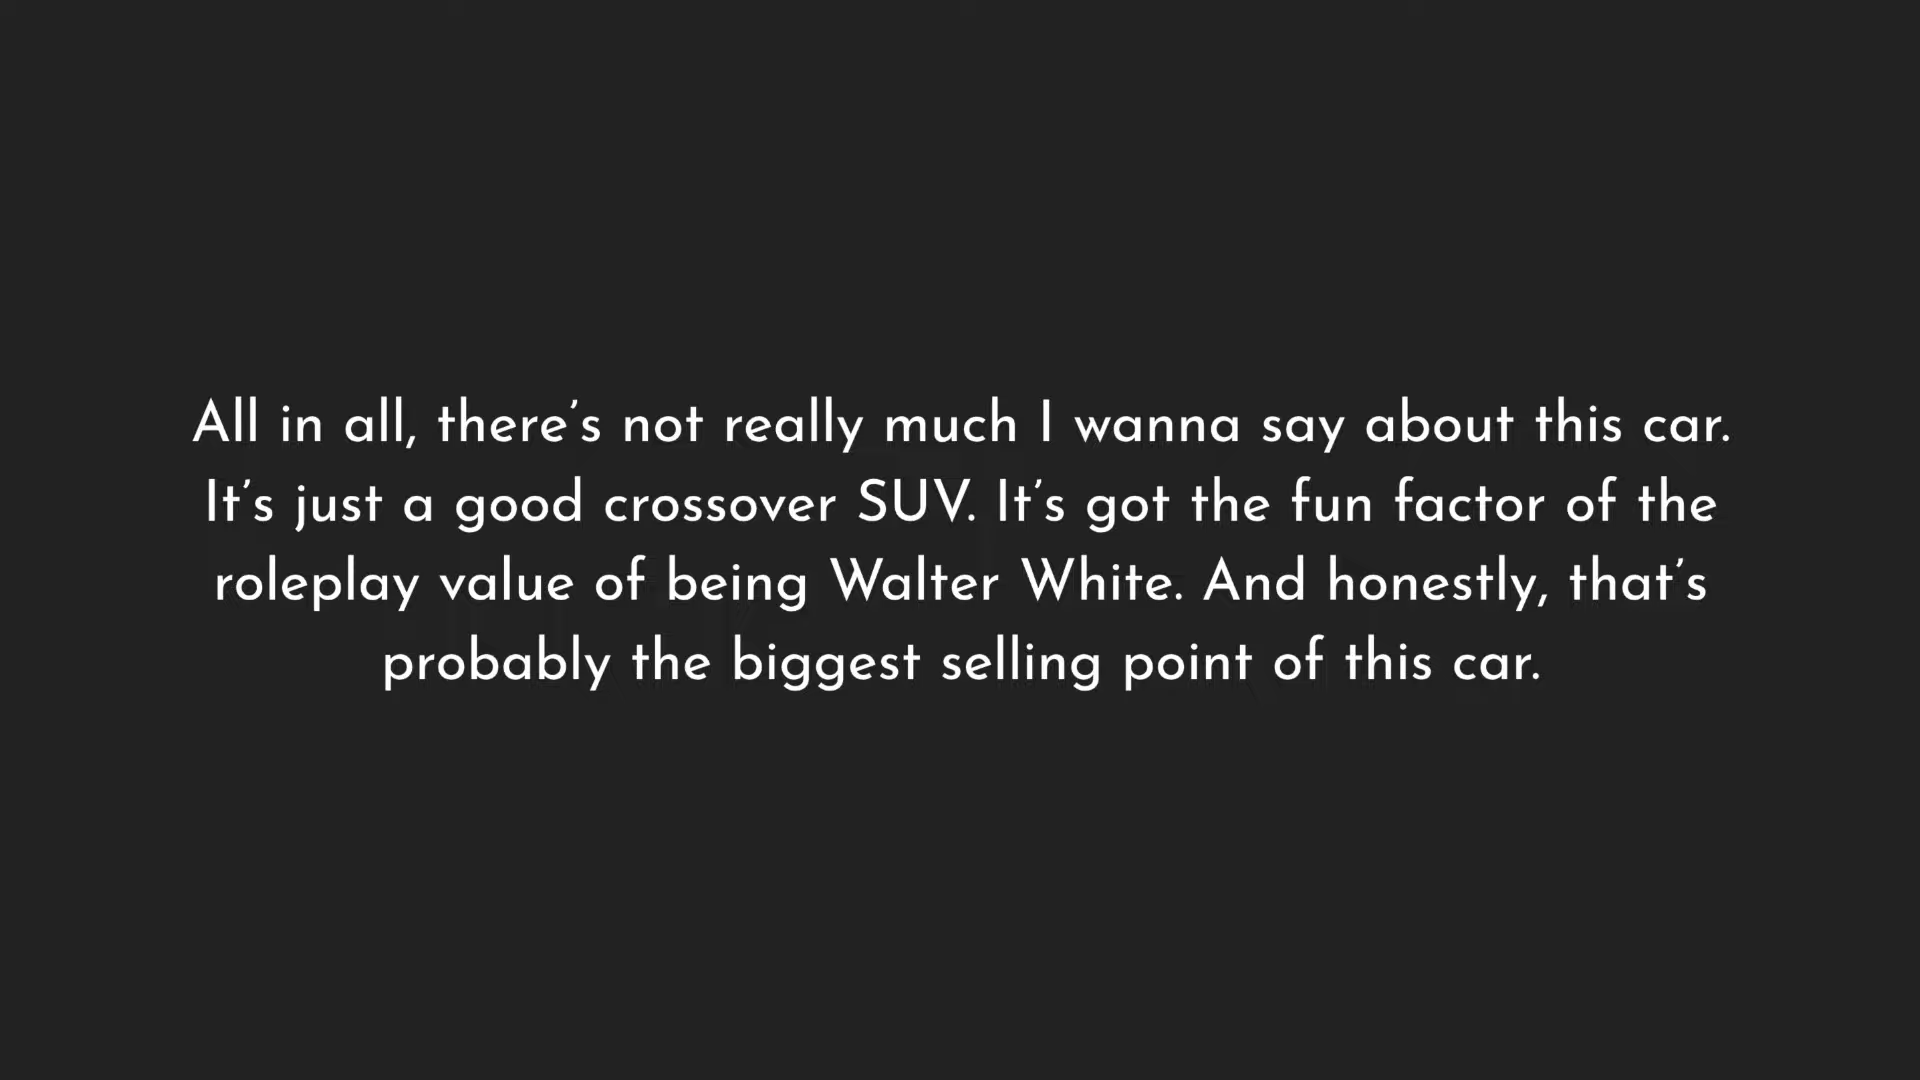 All in all, there’s not really much I wanna say about this car.
It’s just a good crossover SUV. It’s got the fun factor of the
roleplay value of being Walter White. And honestly, that’s
probably the biggest selling point of this car.